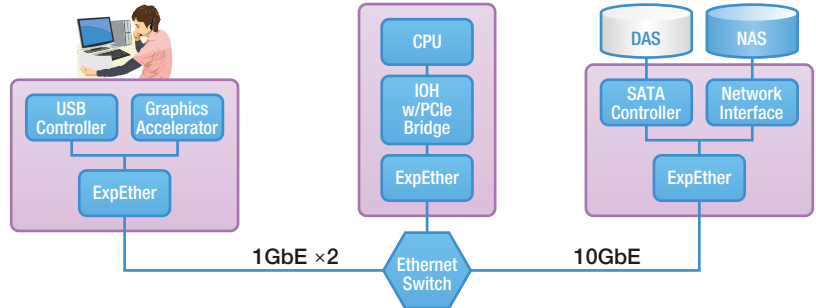 USB
Controller
Graphics
Accelerator
ExpEther
CPU
IOH
w/PCIe
Bridge
ExpEther
DAS
NAS
SATA
Controller
Network
Interface
ExpEther
1GbE ×2
Ethernet
Switch
10GbE